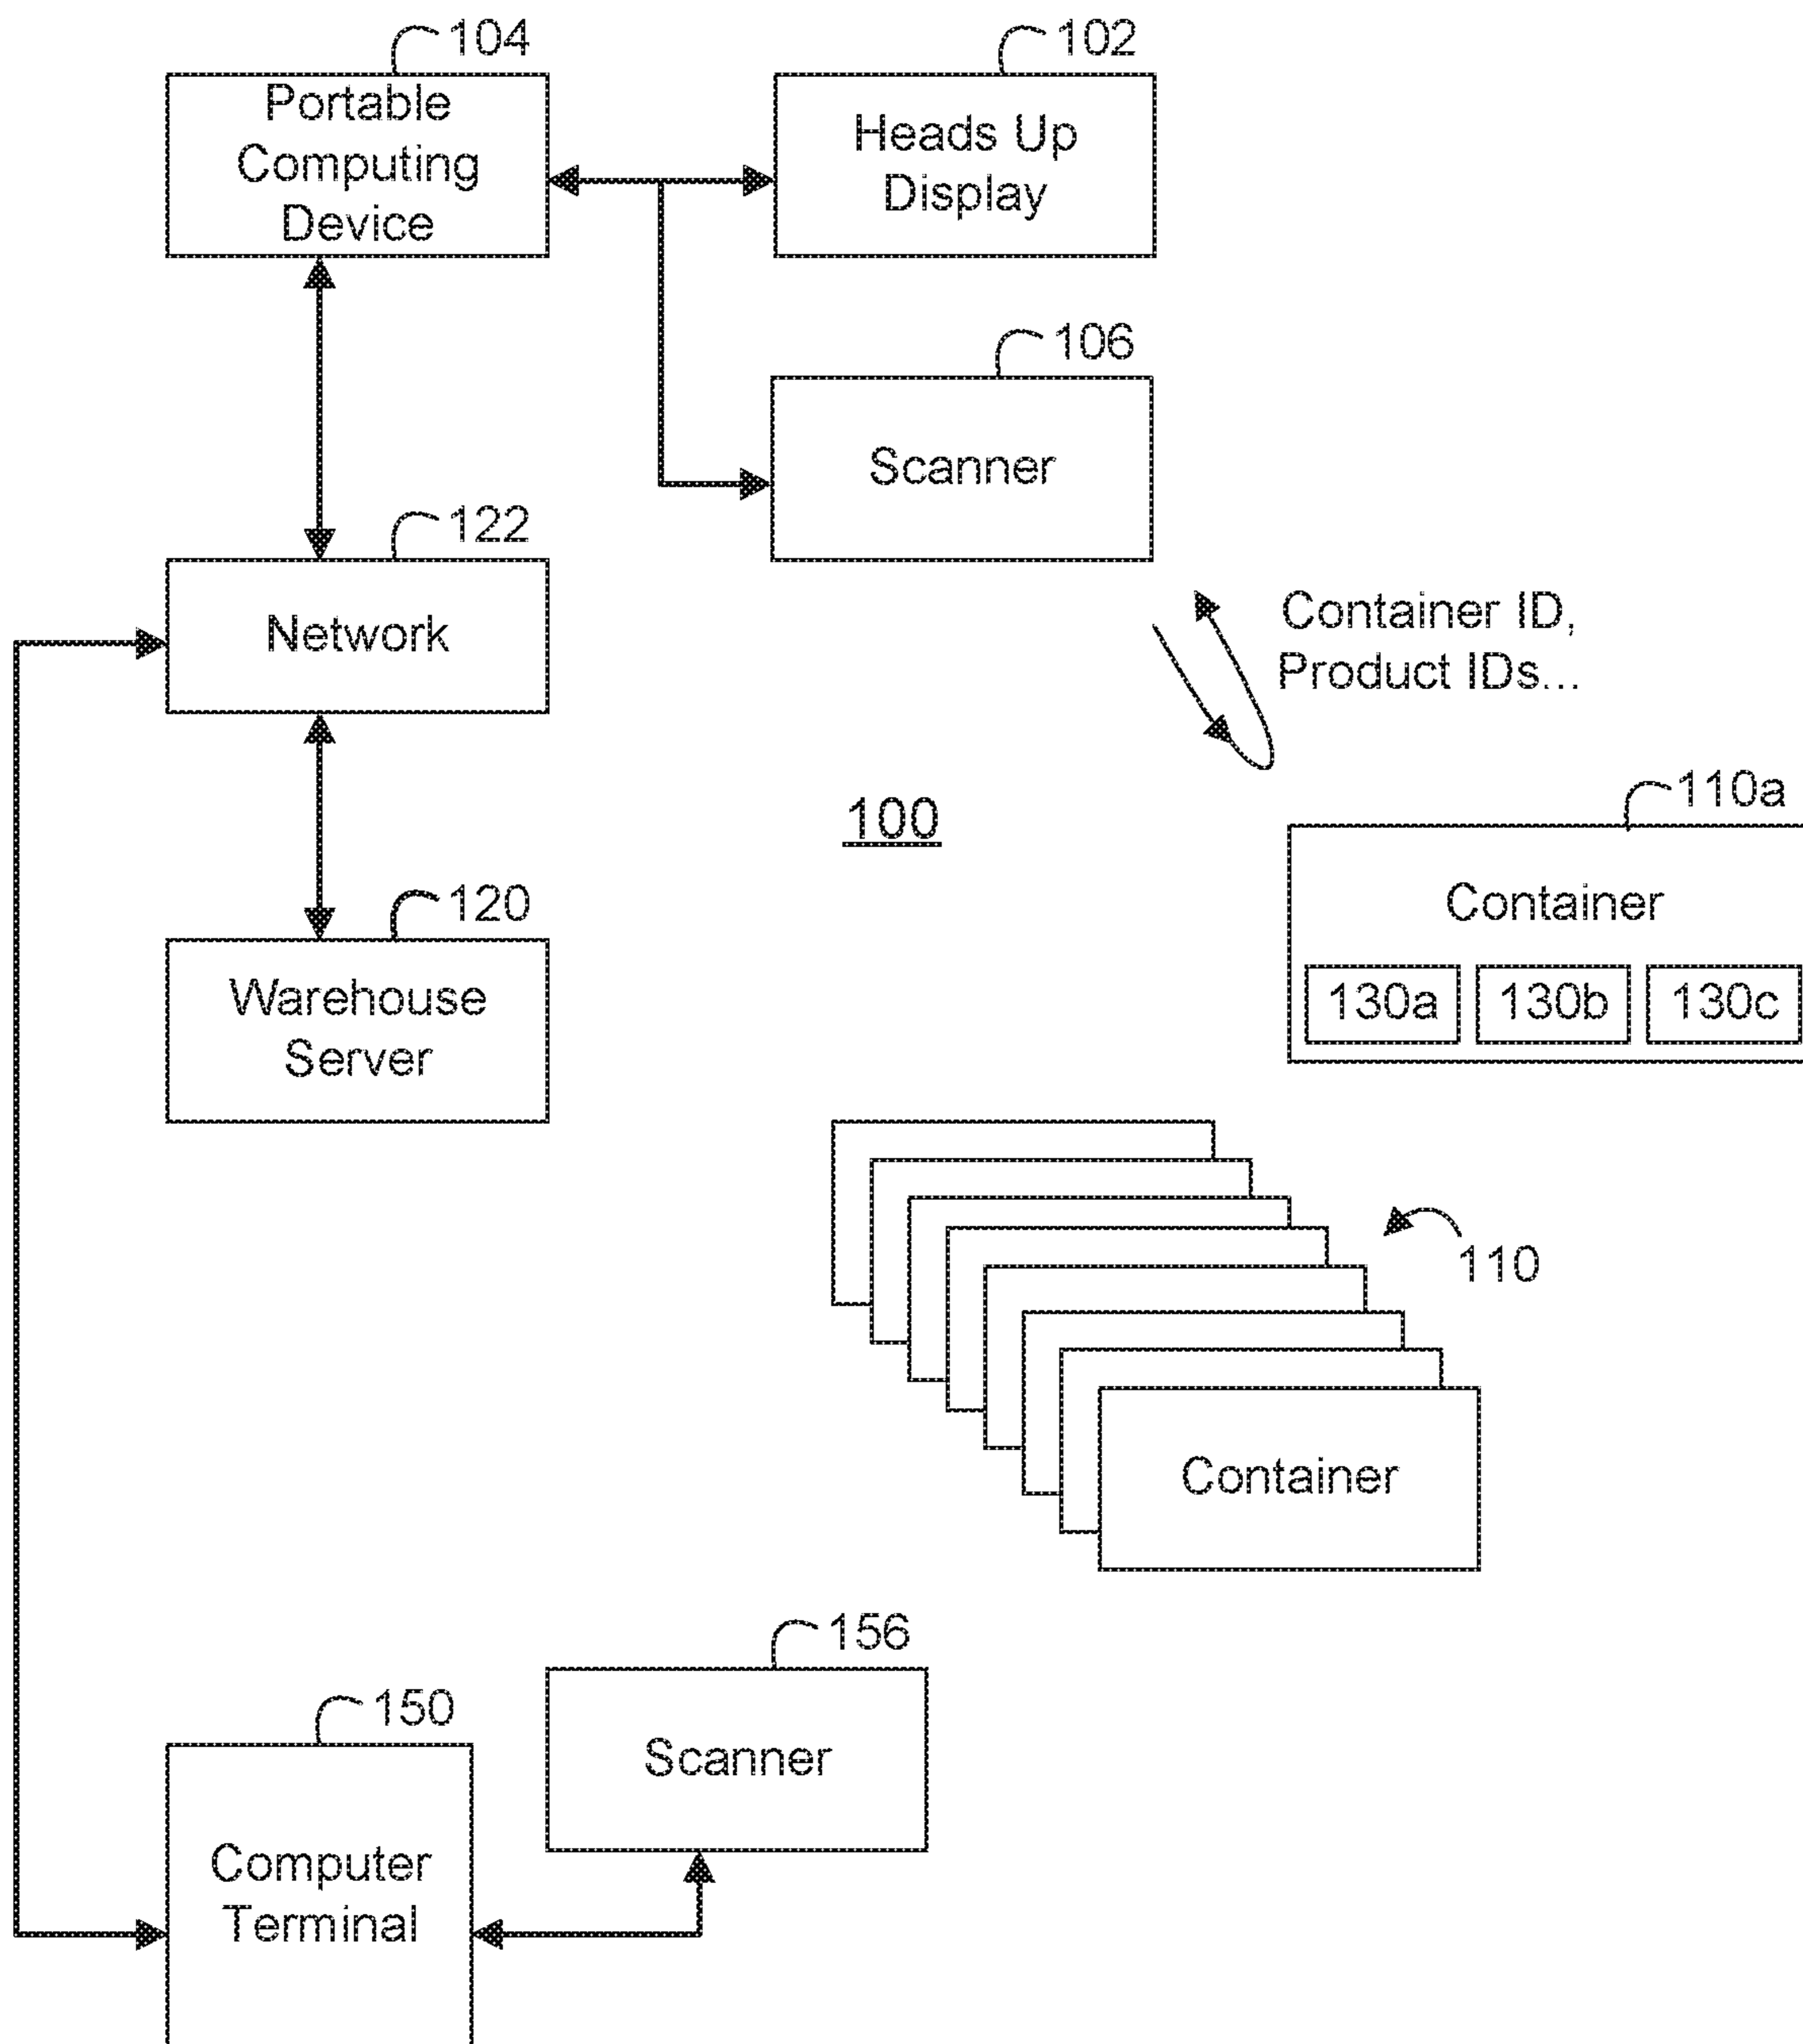 104
Portable
Computing
Device
102
Heads Up
Display
106
Scanner
122
Network
Container ID,
Product IDs...
100
110a
Container
130a 130b 130c
120
Warehouse
Server
110
Container
156
Scanner
150
Computer
Terminal